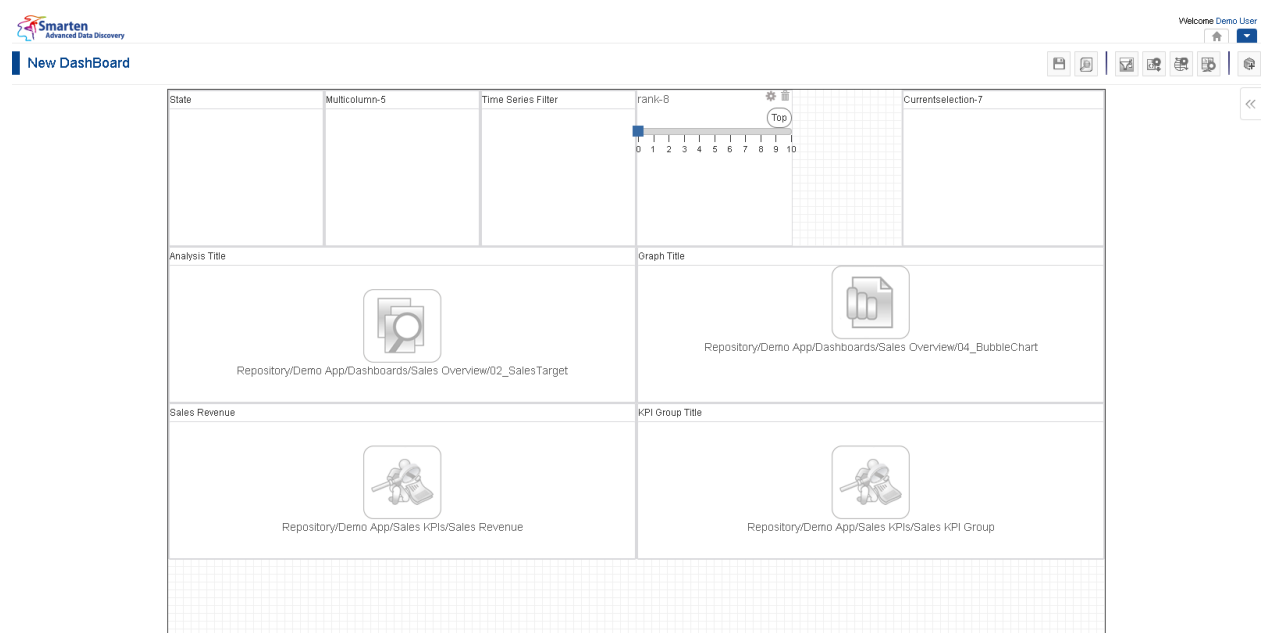 Smarten
Advanced Data Discovery
Welcome Demo User
New DashBoard
State
Multicolumn-5
Time Series Filter
rank-8
Currentselection-7
Top
0 1 2 3 4 5 6 7 8 9 10
Analysis Title
Graph Title
Repository/Demo App/Dashboards/Sales Overview/04_BubbleChart
Repository/Demo App/Dashboards/Sales Overview/02_SalesTarget
Sales Revenue
KPI Group Title
Repository/Demo App/Sales KPIs/Sales Revenue
Repository/Demo App/Sales KPIs/Sales KPI Group